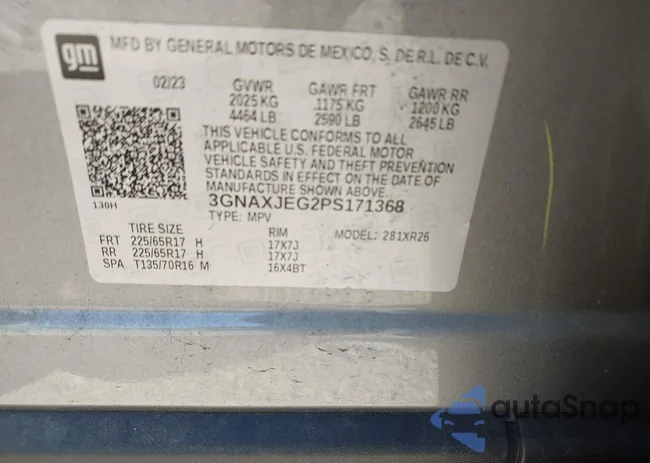 gm
MFD BY GENERAL MOTORS DE MEXICO, S. DE R.L. DE C.V.
02/23 GVWR GAWR FRT GAWR RR
2025 KG 1175 KG 1200 KG
4464 LB 2590 LB 2645 LB
THIS VEHICLE CONFORMS TO ALL
APPLICABLE U.S. FEDERAL MOTOR
VEHICLE SAFETY AND THEFT PREVENTION
STANDARDS IN EFFECT ON THE DATE OF
MANUFACTURE SHOWN ABOVE.
130H
3GNAXJEG2PS171368
TYPE: MPV
TIRE SIZE RIM MODEL: 281XR26
FRT 225/65R17 H 17X7J
RR 225/65R17 H 17X7J
SPA T135/70R16 M 16X4BT
autoSnap